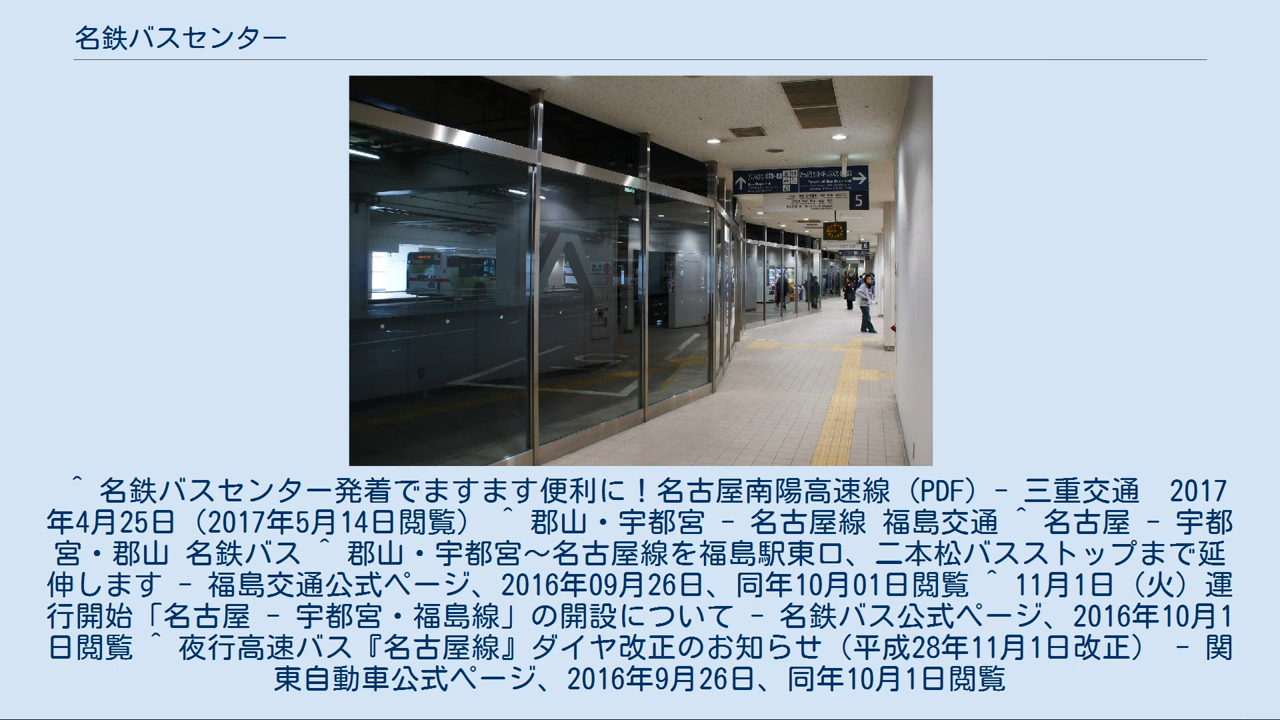 名鉄バスセンター
5
6
＾ 名鉄バスセンター発着でますます便利に！名古屋南陽高速線（PDF）- 三重交通　2017
年4月25日（2017年5月14日閲覧） ＾ 郡山・宇都宮 - 名古屋線 福島交通 ＾ 名古屋 - 宇都
宮・郡山 名鉄バス ＾ 郡山・宇都宮～名古屋線を福島駅東口、二本松バスストップまで延
伸します - 福島交通公式ページ、2016年09月26日、同年10月01日閲覧 ＾ 11月1日（火）運
行開始「名古屋 - 宇都宮・福島線」の開設について - 名鉄バス公式ページ、2016年10月1
日閲覧 ＾ 夜行高速バス『名古屋線』ダイヤ改正のお知らせ（平成28年11月1日改正） - 関
東自動車公式ページ、2016年9月26日、同年10月1日閲覧